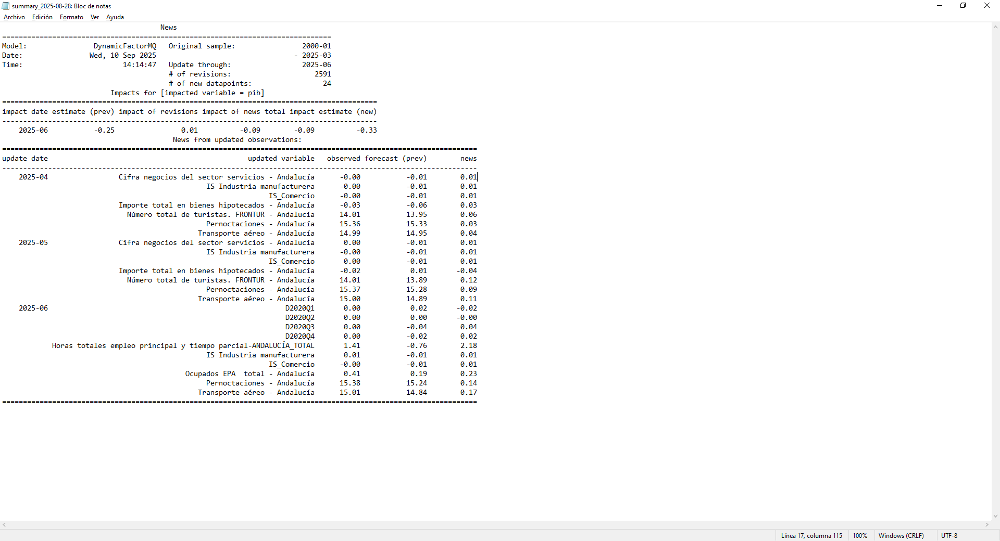 summary_2025-08-28: Bloc de notas
Archivo Edición Formato Ver Ayuda
News
===============================================================================
Model: DynamicFactorMQ Original sample: 2000-01
Date: Wed, 10 Sep 2025 - 2025-03
Time: 14:14:47 Update through: 2025-06
# of revisions: 2591
# of new datapoints: 24
Impacts for [impacted variable = pib]
==========================================================================================
impact date estimate (prev) impact of revisions impact of news total impact estimate (new)
------------------------------------------------------------------------------------------
2025-06 -0.25 0.01 -0.09 -0.09 -0.33
News from updated observations:
==================================================================================================================
update date updated variable observed forecast (prev) news
------------------------------------------------------------------------------------------------------------------
2025-04 Cifra negocios del sector servicios - Andalucía -0.00 -0.01 0.01
IS Industria manufacturera -0.00 -0.01 0.01
IS_Comercio -0.00 -0.01 0.01
Importe total en bienes hipotecados - Andalucía -0.03 -0.06 0.03
Número total de turistas. FRONTUR - Andalucía 14.01 13.95 0.06
Pernoctaciones - Andalucía 15.36 15.33 0.03
Transporte aéreo - Andalucía 14.99 14.95 0.04
2025-05 Cifra negocios del sector servicios - Andalucía 0.00 -0.01 0.01
IS Industria manufacturera -0.00 -0.01 0.01
IS_Comercio 0.00 -0.01 0.01
Importe total en bienes hipotecados - Andalucía -0.02 0.01 -0.04
Número total de turistas. FRONTUR - Andalucía 14.01 13.89 0.12
Pernoctaciones - Andalucía 15.37 15.28 0.09
Transporte aéreo - Andalucía 15.00 14.89 0.11
2025-06 D2020Q1 0.00 0.02 -0.02
D2020Q2 0.00 0.00 -0.00
D2020Q3 0.00 -0.04 0.04
D2020Q4 0.00 -0.02 0.02
Horas totales empleo principal y tiempo parcial-ANDALUCÍA_TOTAL 1.41 -0.76 2.18
IS Industria manufacturera 0.01 -0.01 0.01
IS_Comercio -0.00 -0.01 0.01
Ocupados EPA  total - Andalucía 0.41 0.19 0.23
Pernoctaciones - Andalucía 15.38 15.24 0.14
Transporte aéreo - Andalucía 15.01 14.84 0.17
==================================================================================================================
Línea 17, columna 115 100% Windows (CRLF) UTF-8